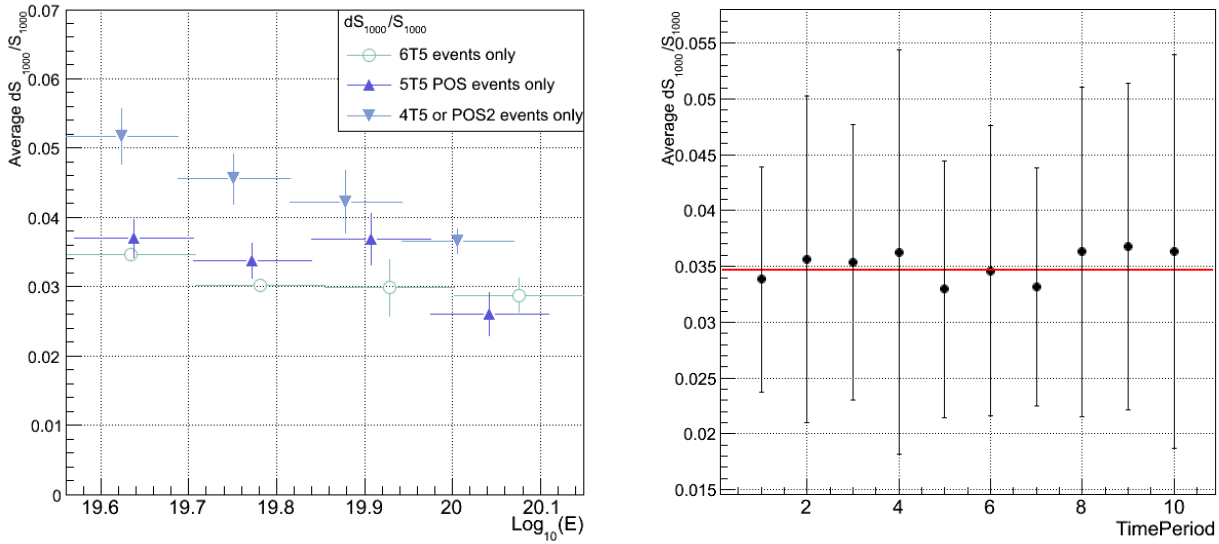 Average dS1000/S1000
0.07
0.06
0.05
0.04
0.03
0.02
0.01
0
dS1000/S1000
6T5 events only
5T5 POS events only
4T5 or POS2 events only
19.6 19.7 19.8 19.9 20 20.1
Log10(E)
Average dS1000/S1000
0.055
0.05
0.045
0.04
0.035
0.03
0.025
0.02
0.015
2 4 6 8 10
TimePeriod